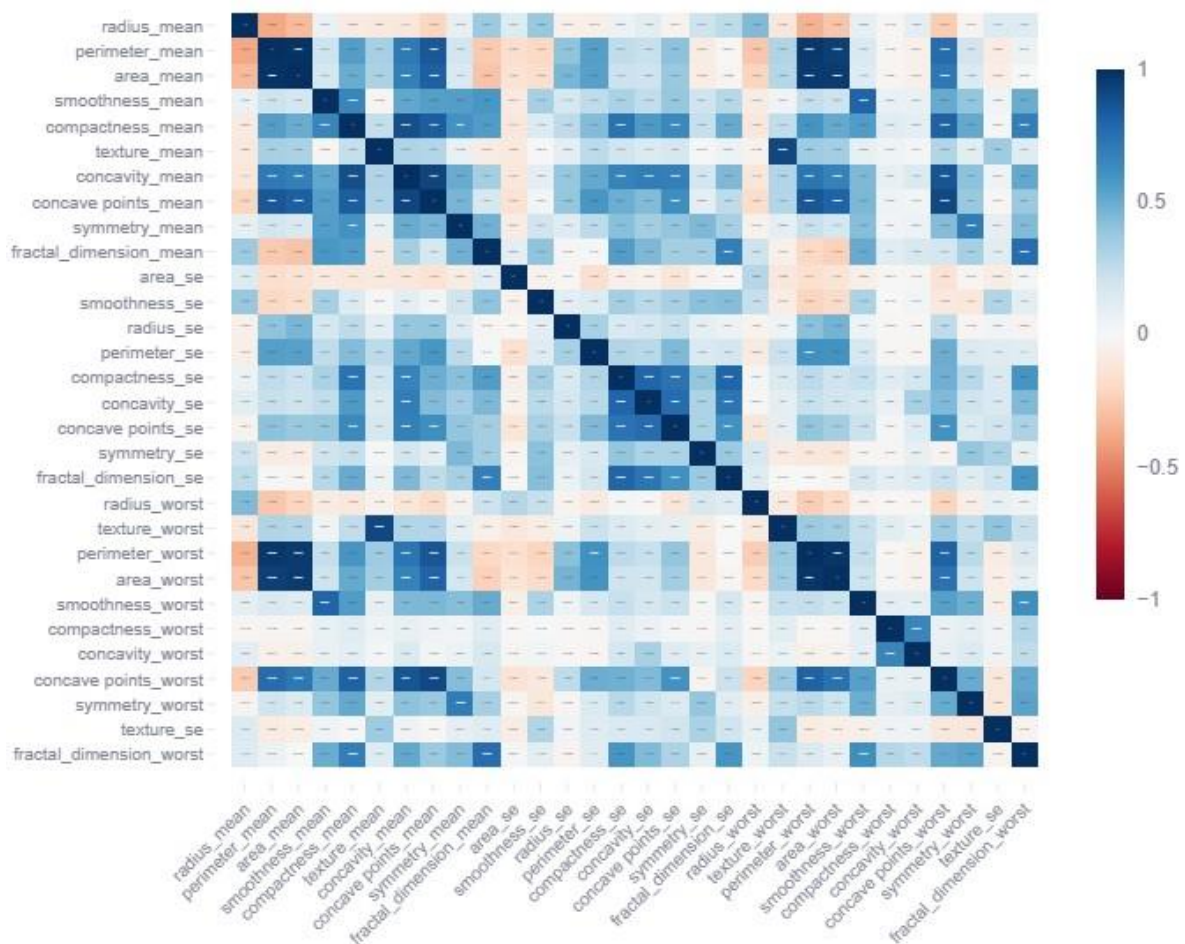 radius_mean
perimeter_mean
area_mean
smoothness_mean
compactness_mean
texture_mean
concavity_mean
concave points_mean
symmetry_mean
fractal_dimension_mean
area_se
smoothness_se
radius_se
perimeter_se
compactness_se
concavity_se
concave points_se
symmetry_se
fractal_dimension_se
radius_worst
texture_worst
perimeter_worst
area_worst
smoothness_worst
compactness_worst
concavity_worst
concave points_worst
symmetry_worst
texture_se
fractal_dimension_worst
1
0.5
0
−0.5
−1
radius_mean
perimeter_mean
area_mean
smoothness_mean
compactness_mean
texture_mean
concavity_mean
concave points_mean
symmetry_mean
fractal_dimension_mean
area_se
smoothness_se
radius_se
perimeter_se
compactness_se
concavity_se
concave points_se
symmetry_se
fractal_dimension_se
radius_worst
texture_worst
perimeter_worst
area_worst
smoothness_worst
compactness_worst
concavity_worst
concave points_worst
symmetry_worst
texture_se
fractal_dimension_worst